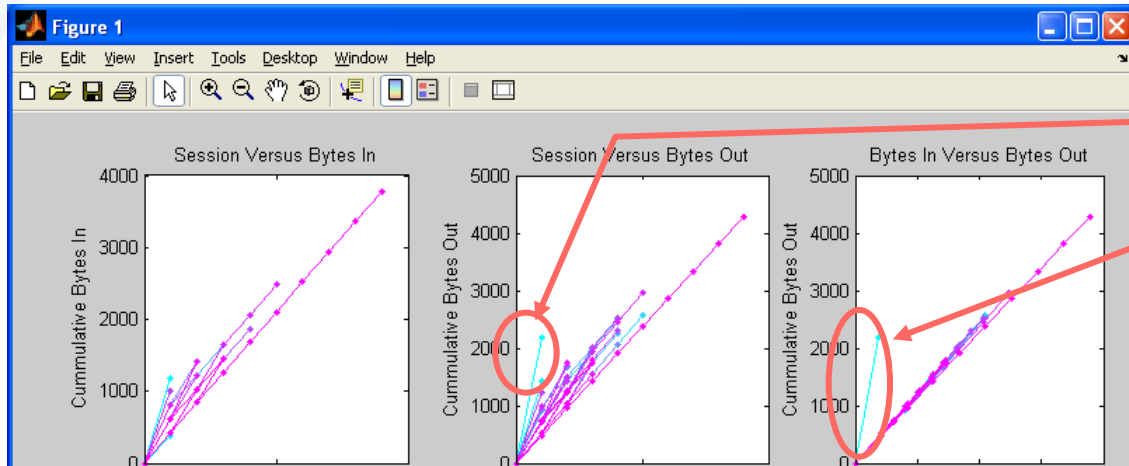 Figure 1
File Edit View Insert Tools Desktop Window Help
Session Versus Bytes In
Session Versus Bytes Out
Bytes In Versus Bytes Out
Cummulative Bytes In
4000
3000
2000
1000
0
Cummulative Bytes Out
5000
4000
3000
2000
1000
0
Cummulative Bytes Out
5000
4000
3000
2000
1000
0